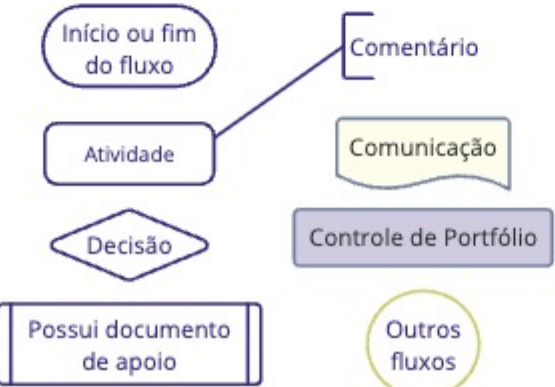 Início ou fim
do fluxo
Comentário
Atividade
Comunicação
Decisão
Controle de Portfólio
Possui documento
de apoio
Outros
fluxos